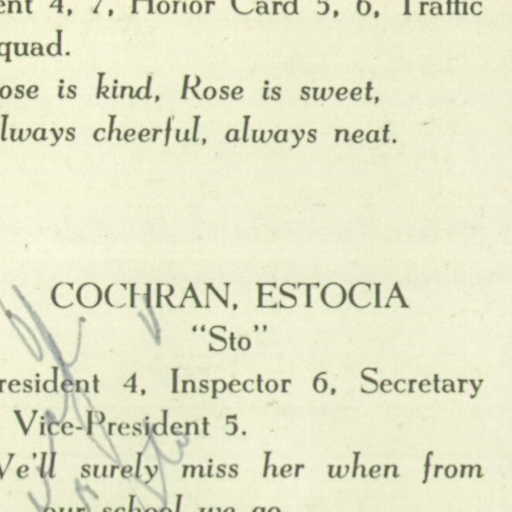 ent 4, 7, Honor Card 5, 6, Traffic
quad.
ose is kind, Rose is sweet,
lways cheerful, always neat.
COCHRAN, ESTOCIA
"Sto"
resident 4, Inspector 6, Secretary
Vice-President 5.
We'll surely miss her when from
our school we go